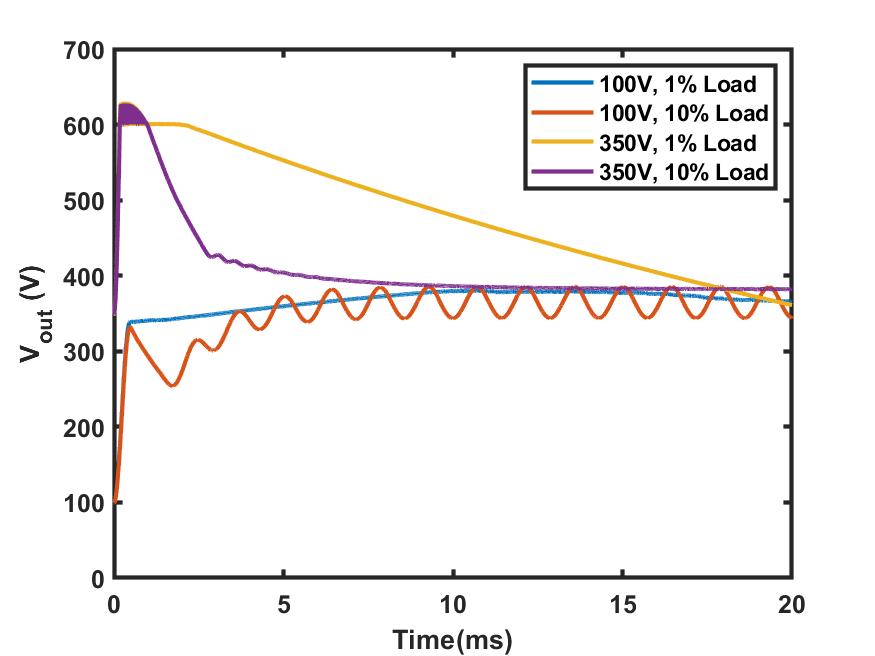 700
600
500
400
300
200
100
0
0 5 10 15 20
V_out (V)
Time(ms)
100V, 1% Load
100V, 10% Load
350V, 1% Load
350V, 10% Load